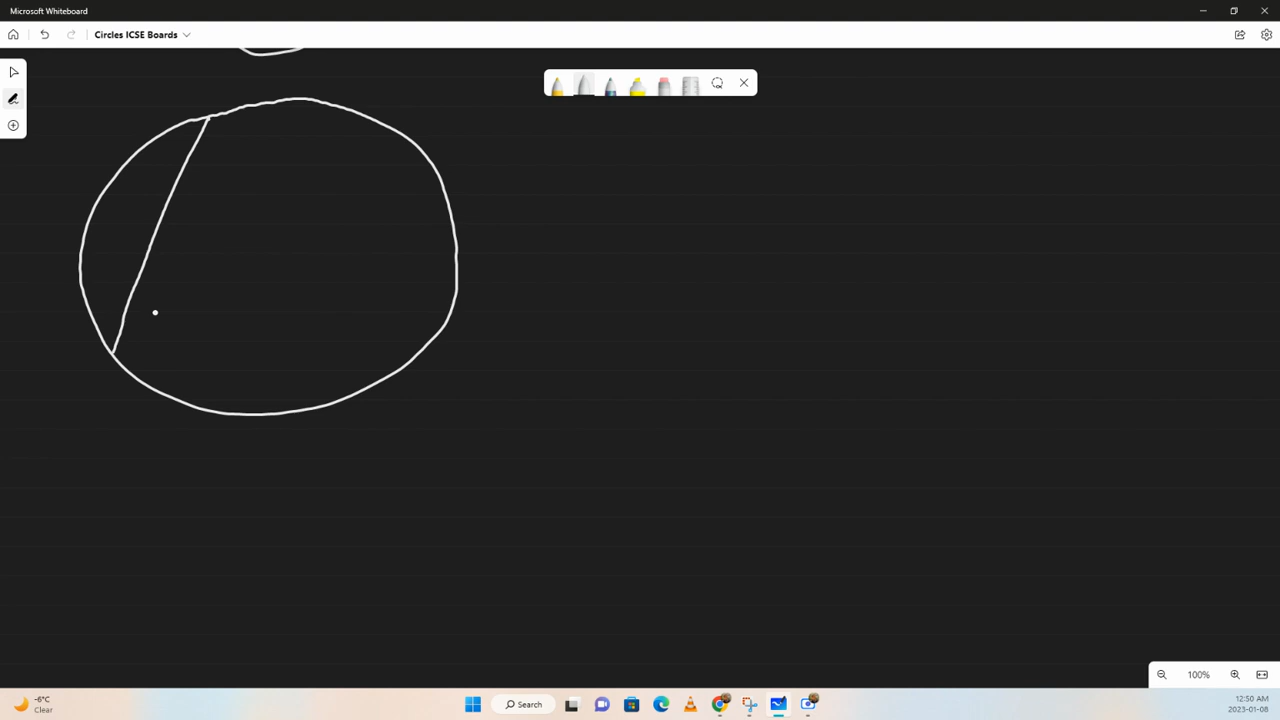 Microsoft Whiteboard
Circles ICSE Boards
100%
-6°C
Clear
Search
12:50 AM
2023-01-08